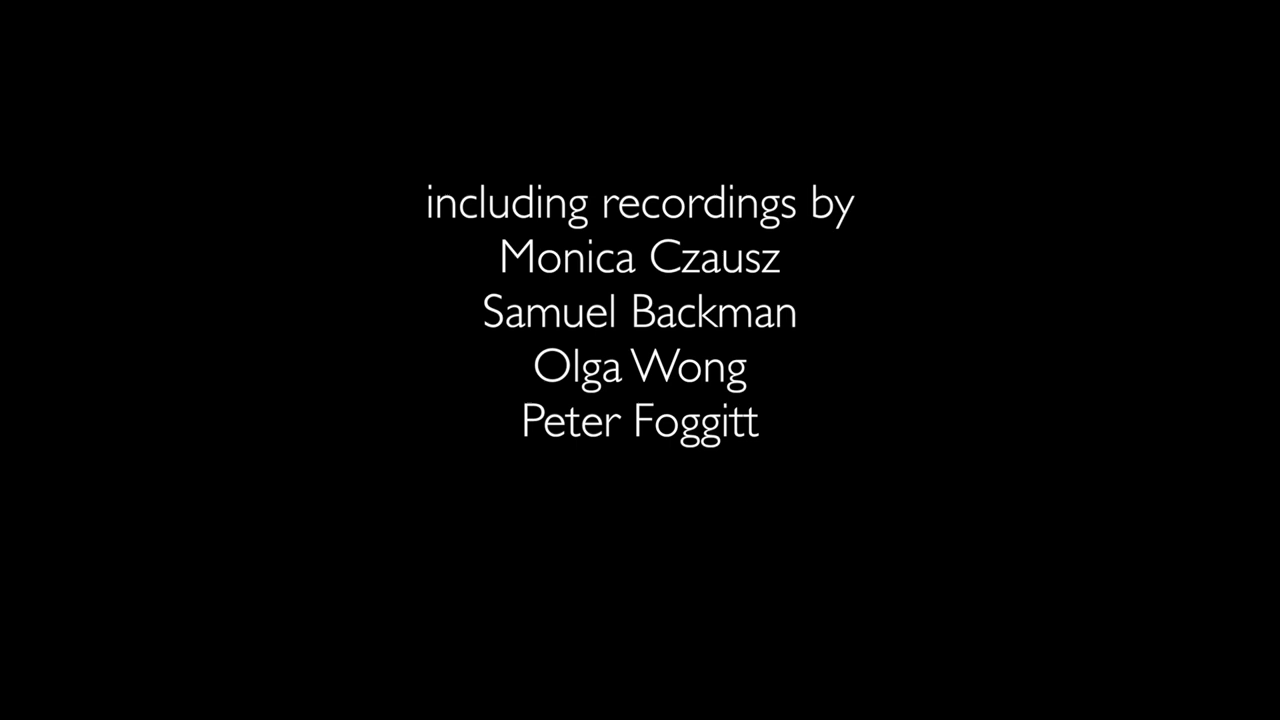 including recordings by
Monica Czausz
Samuel Backman
Olga Wong
Peter Foggitt